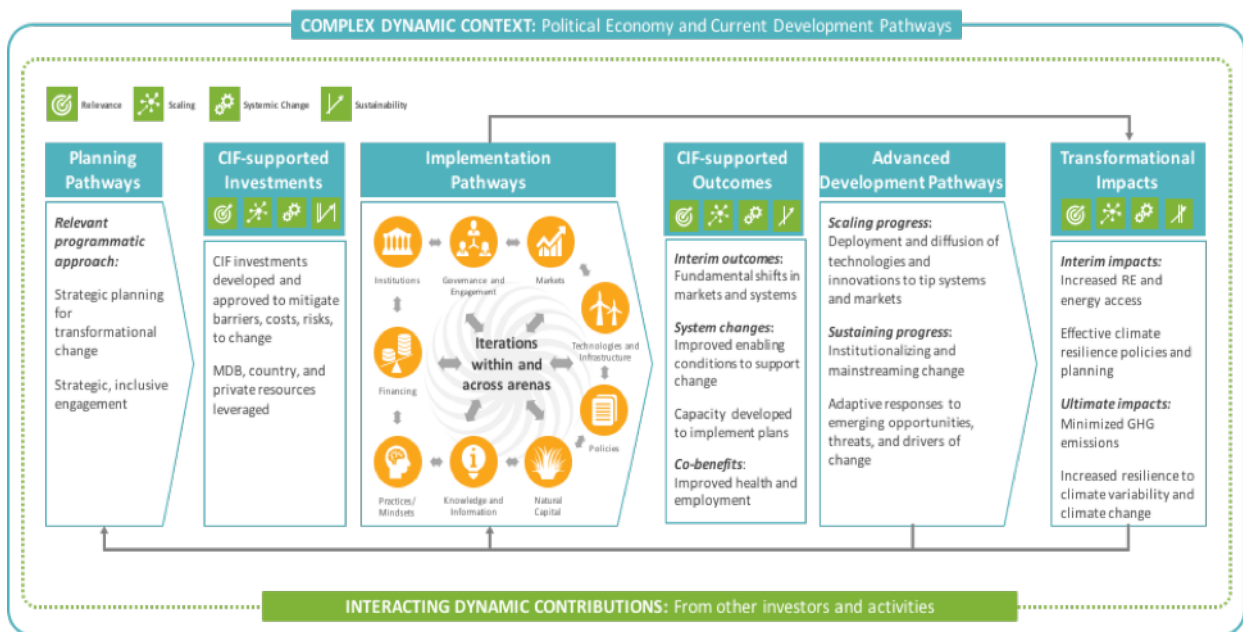 COMPLEX DYNAMIC CONTEXT: Political Economy and Current Development Pathways
Relevance
Scaling
Systemic Change
Sustainability
Planning
Pathways
Relevant
programmatic
approach:
Strategic planning
for
transformational
change
Strategic, inclusive
engagement
CIF-supported
Investments
CIF investments
developed and
approved to mitigate
barriers, costs, risks,
to change
MDB, country, and
private resources
leveraged
Implementation
Pathways
Institutions
Governance and
Engagement
Markets
Technologies and
Infrastructure
Iterations
within and
across arenas
Financing
Policies
Practices/
Mindsets
Knowledge and
Information
Natural
Capital
CIF-supported
Outcomes
Interim outcomes:
Fundamental shifts in
markets and systems
System changes:
Improved enabling
conditions to support
change
Capacity developed
to implement plans
Co-benefits:
Improved health and
employment
Advanced
Development Pathways
Scaling progress:
Deployment and diffusion of
technologies and
innovations to tip systems
and markets
Sustaining progress:
Institutionalizing and
mainstreaming change
Adaptive responses to
emerging opportunities,
threats, and drivers of
change
Transformational
Impacts
Interim impacts:
Increased RE and
energy access
Effective climate
resilience policies and
planning
Ultimate impacts:
Minimized GHG
emissions
Increased resilience to
climate variability and
climate change
INTERACTING DYNAMIC CONTRIBUTIONS: From other investors and activities